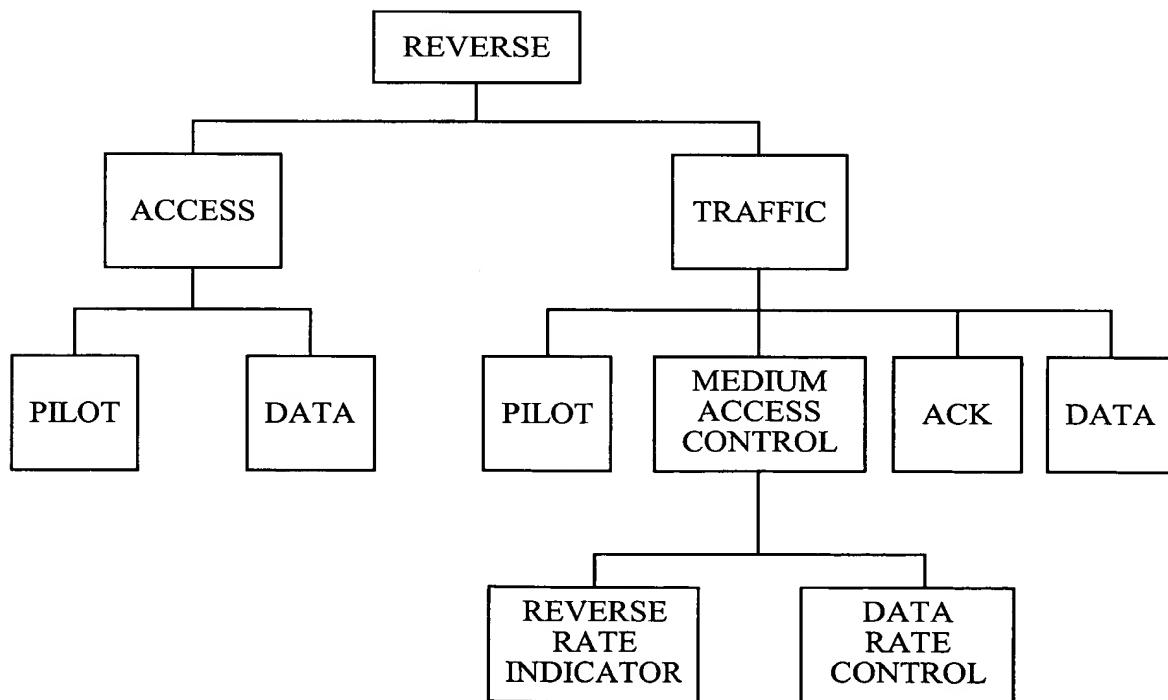 REVERSE
ACCESS
TRAFFIC
PILOT
DATA
PILOT
MEDIUM
ACCESS
CONTROL
ACK
DATA
REVERSE
RATE
INDICATOR
DATA
RATE
CONTROL